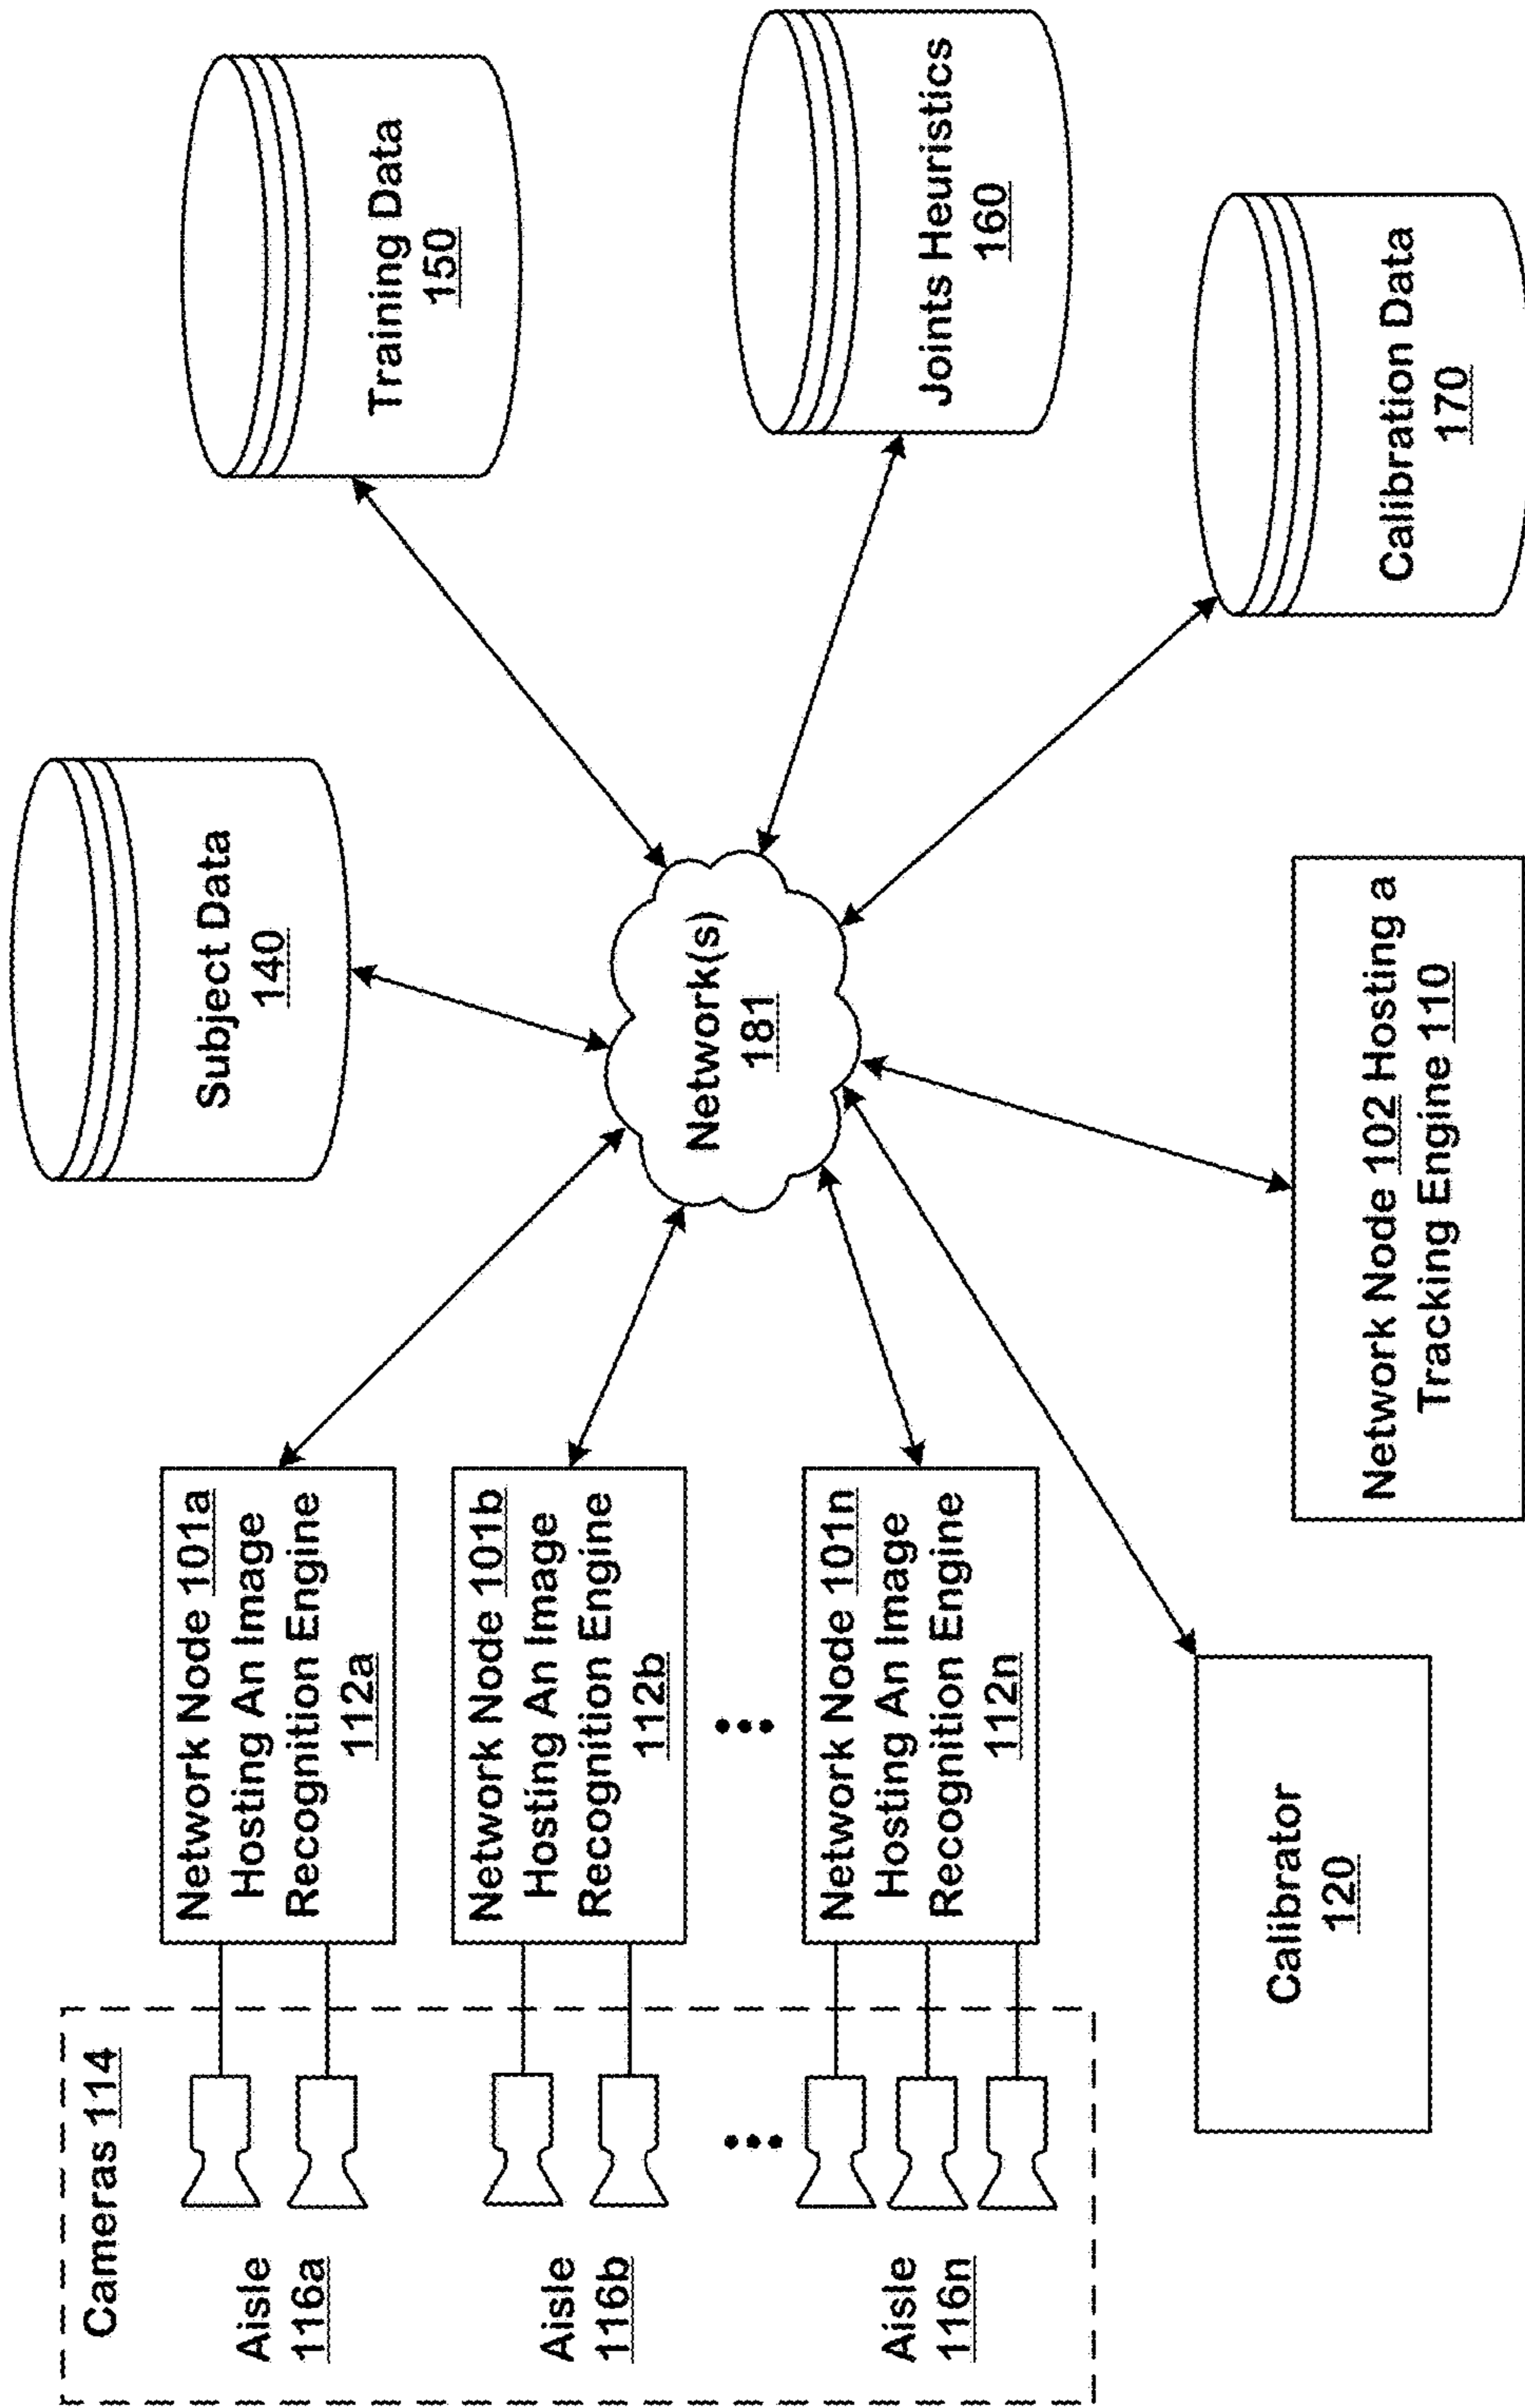 Cameras 114
Aisle
116a
Aisle
116b
Aisle
116n
Network Node 101a
Hosting An Image
Recognition Engine
112a
Network Node 101b
Hosting An Image
Recognition Engine
112b
Network Node 101n
Hosting An Image
Recognition Engine
112n
Calibrator
120
Network Node 102 Hosting a
Tracking Engine 110
Network(s)
181
Subject Data
140
Training Data
150
Joints Heuristics
160
Calibration Data
170